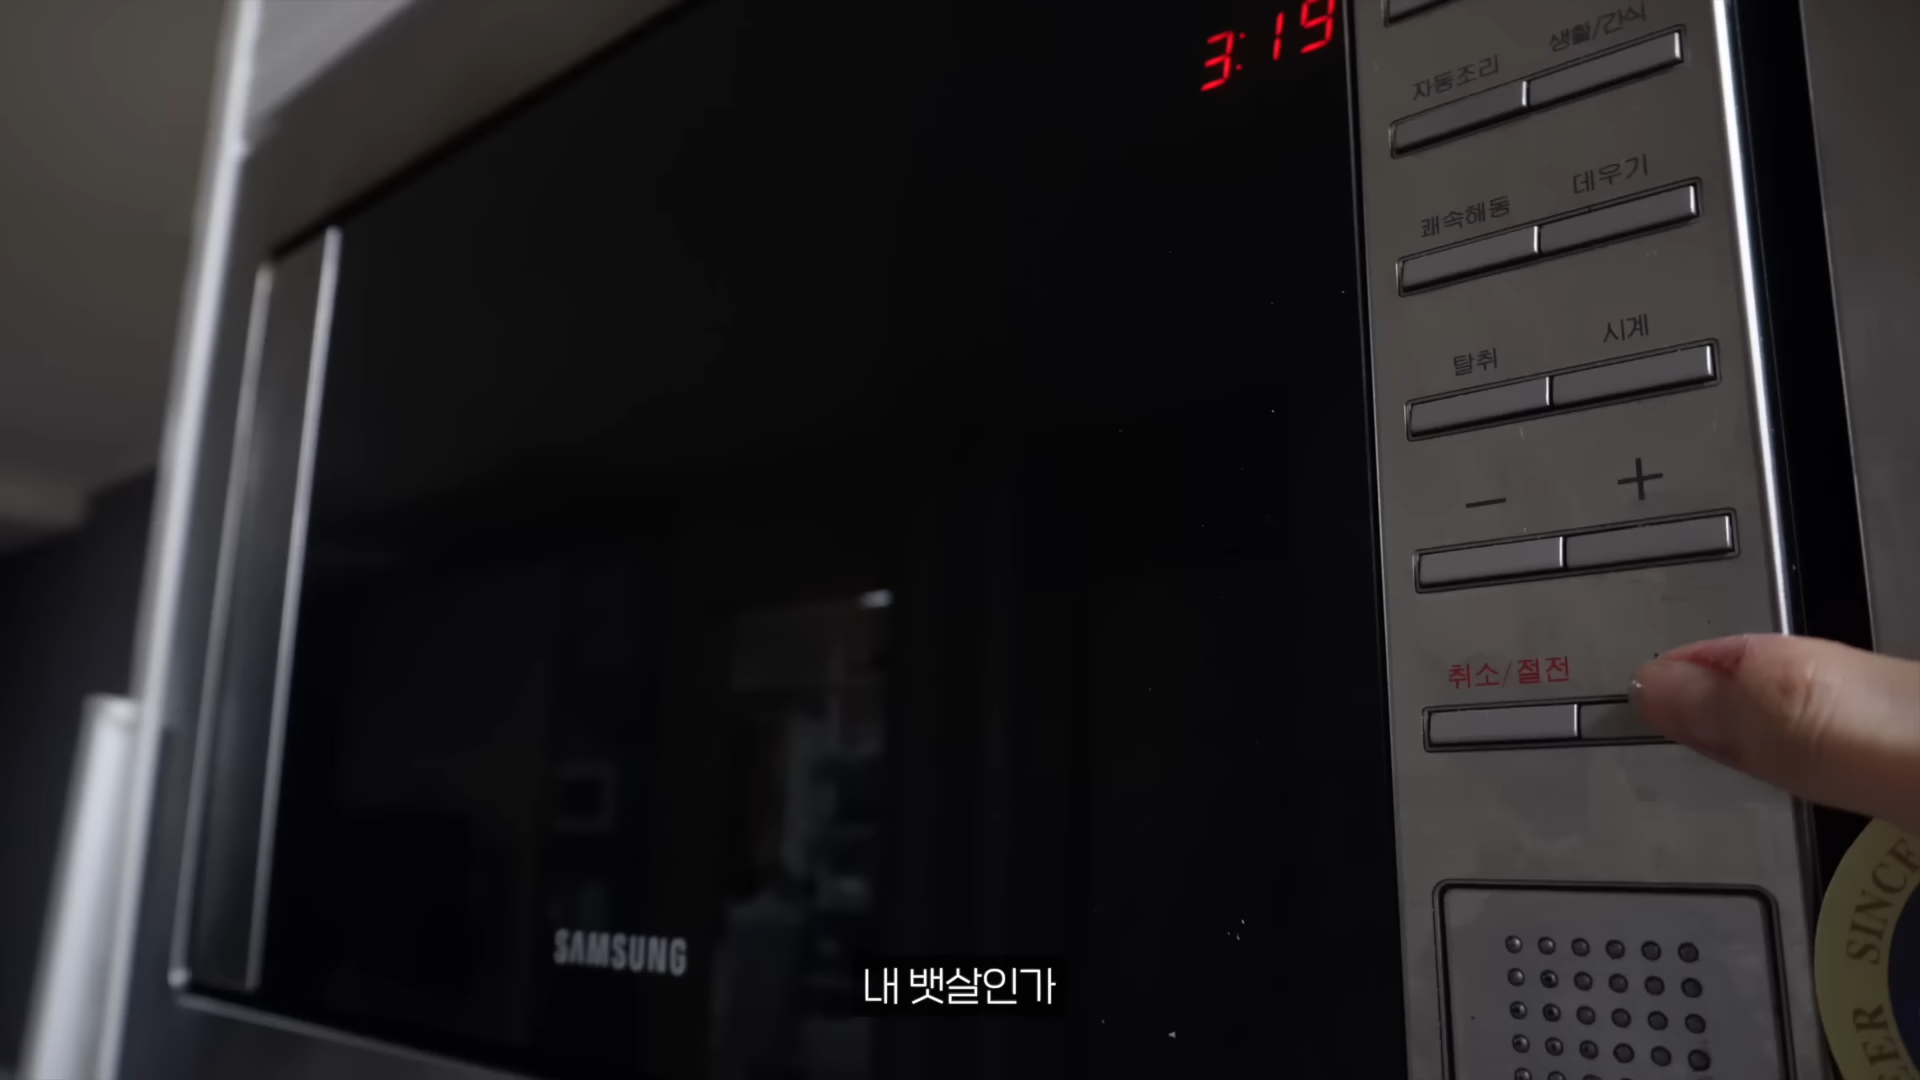 3:19
생활/간식
자동조리
데우기
쾌속해동
시계
탈취
− +
취소/절전
SAMSUNG
내 뱃살인가
SINCE